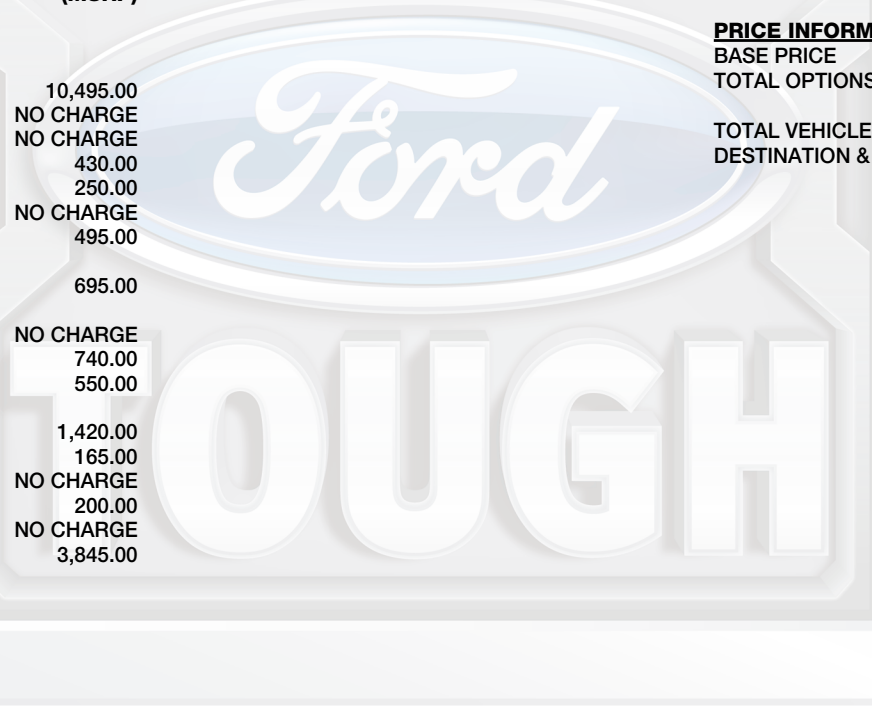 (MSRP)
10,495.00
NO CHARGE
NO CHARGE
430.00
250.00
NO CHARGE
495.00
695.00
NO CHARGE
740.00
550.00
1,420.00
165.00
NO CHARGE
200.00
NO CHARGE
3,845.00
PRICE INFORM
BASE PRICE
TOTAL OPTIONS
TOTAL VEHICLE
DESTINATION &
Ford
TOUGH